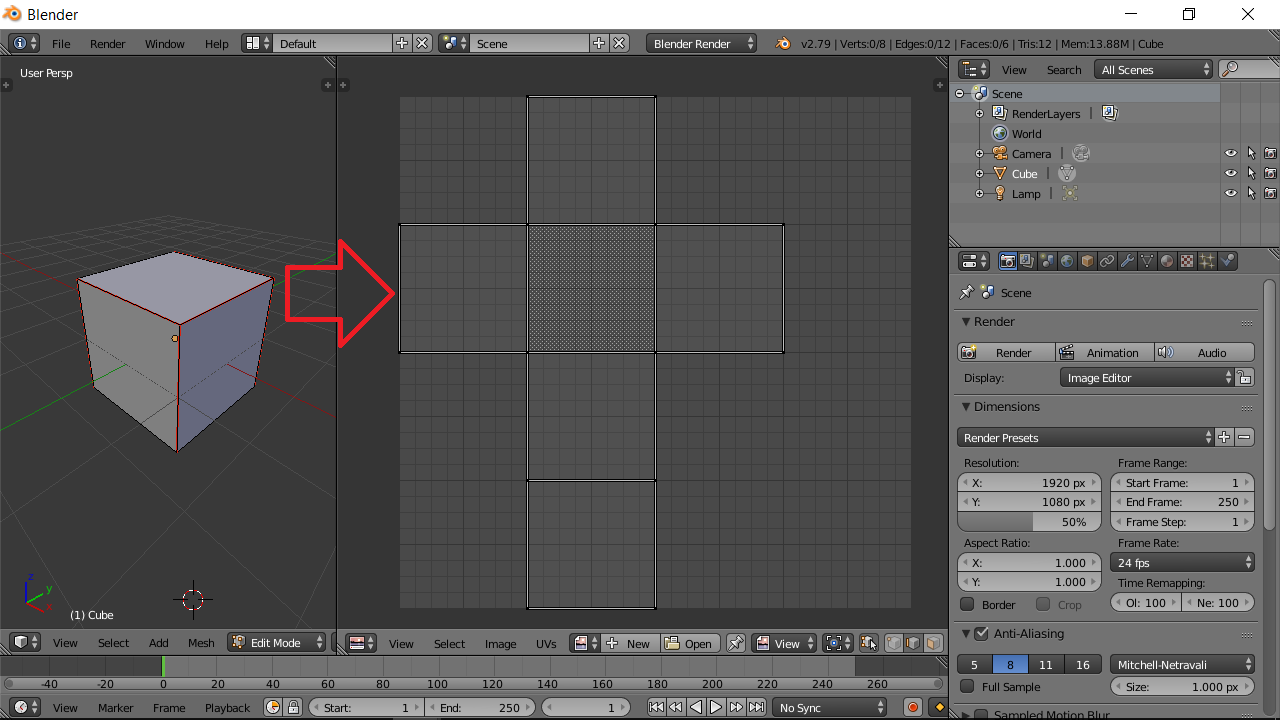 Blender
File Render Window Help Default Scene Blender Render v2.79 | Verts:0/8 | Edges:0/12 | Faces:0/6 | Tris:12 | Mem:13.88M | Cube
User Persp
(1) Cube
z
y
x
View Select Add Mesh Edit Mode
View Select Image UVs New Open View
View Search All Scenes
Scene
RenderLayers |
World
Camera |
Cube |
Lamp |
Scene
Render
Render Animation Audio
Display: Image Editor
Dimensions
Render Presets
Resolution: Frame Range:
X: 1920 px Start Frame: 1
Y: 1080 px End Frame: 250
50% Frame Step: 1
Aspect Ratio: Frame Rate:
X: 1.000 24 fps
Y: 1.000 Time Remapping:
Border Crop Ol: 100 Ne: 100
Anti-Aliasing
5 8 11 16 Mitchell-Netravali
Full Sample Size: 1.000 px
Sampled Motion Blur
-40 -20 0 20 40 60 80 100 120 140 160 180 200 220 240 260
View Marker Frame Playback Start: 1 End: 250 1 No Sync